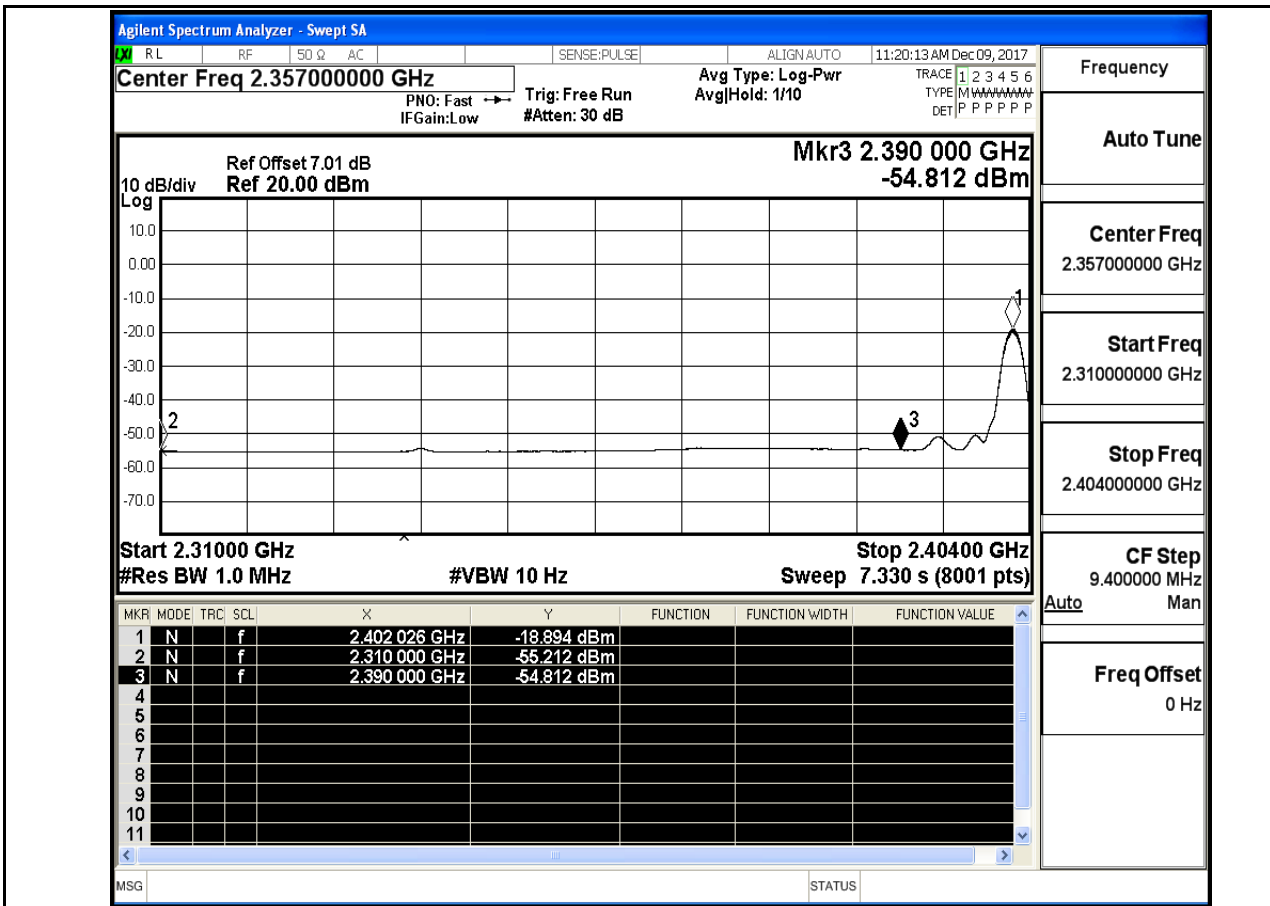 Agilent Spectrum Analyzer - Swept SA
LXI RL RF 50 Ω AC SENSE:PULSE ALIGN AUTO 11:20:13 AM Dec 09, 2017
Center Freq 2.357000000 GHz
PNO: Fast
IFGain:Low
Trig: Free Run
#Atten: 30 dB
Avg Type: Log-Pwr
Avg|Hold: 1/10
TRACE 1 2 3 4 5 6
TYPE M WWWWW
DET P P P P P P
Ref Offset 7.01 dB
10 dB/div Ref 20.00 dBm
Log
Mkr3 2.390 000 GHz
-54.812 dBm
10.0
0.00
-10.0
-20.0
-30.0
-40.0
-50.0
-60.0
-70.0
1
2
3
Start 2.31000 GHz Stop 2.40400 GHz
#Res BW 1.0 MHz #VBW 10 Hz Sweep 7.330 s (8001 pts)
MKR MODE TRC SCL X Y FUNCTION FUNCTION WIDTH FUNCTION VALUE
1 N f 2.402 026 GHz -18.894 dBm
2 N f 2.310 000 GHz -55.212 dBm
3 N f 2.390 000 GHz -54.812 dBm
4
5
6
7
8
9
10
11
MSG STATUS
Frequency
Auto Tune
Center Freq
2.357000000 GHz
Start Freq
2.310000000 GHz
Stop Freq
2.404000000 GHz
CF Step
9.400000 MHz
Auto Man
Freq Offset
0 Hz